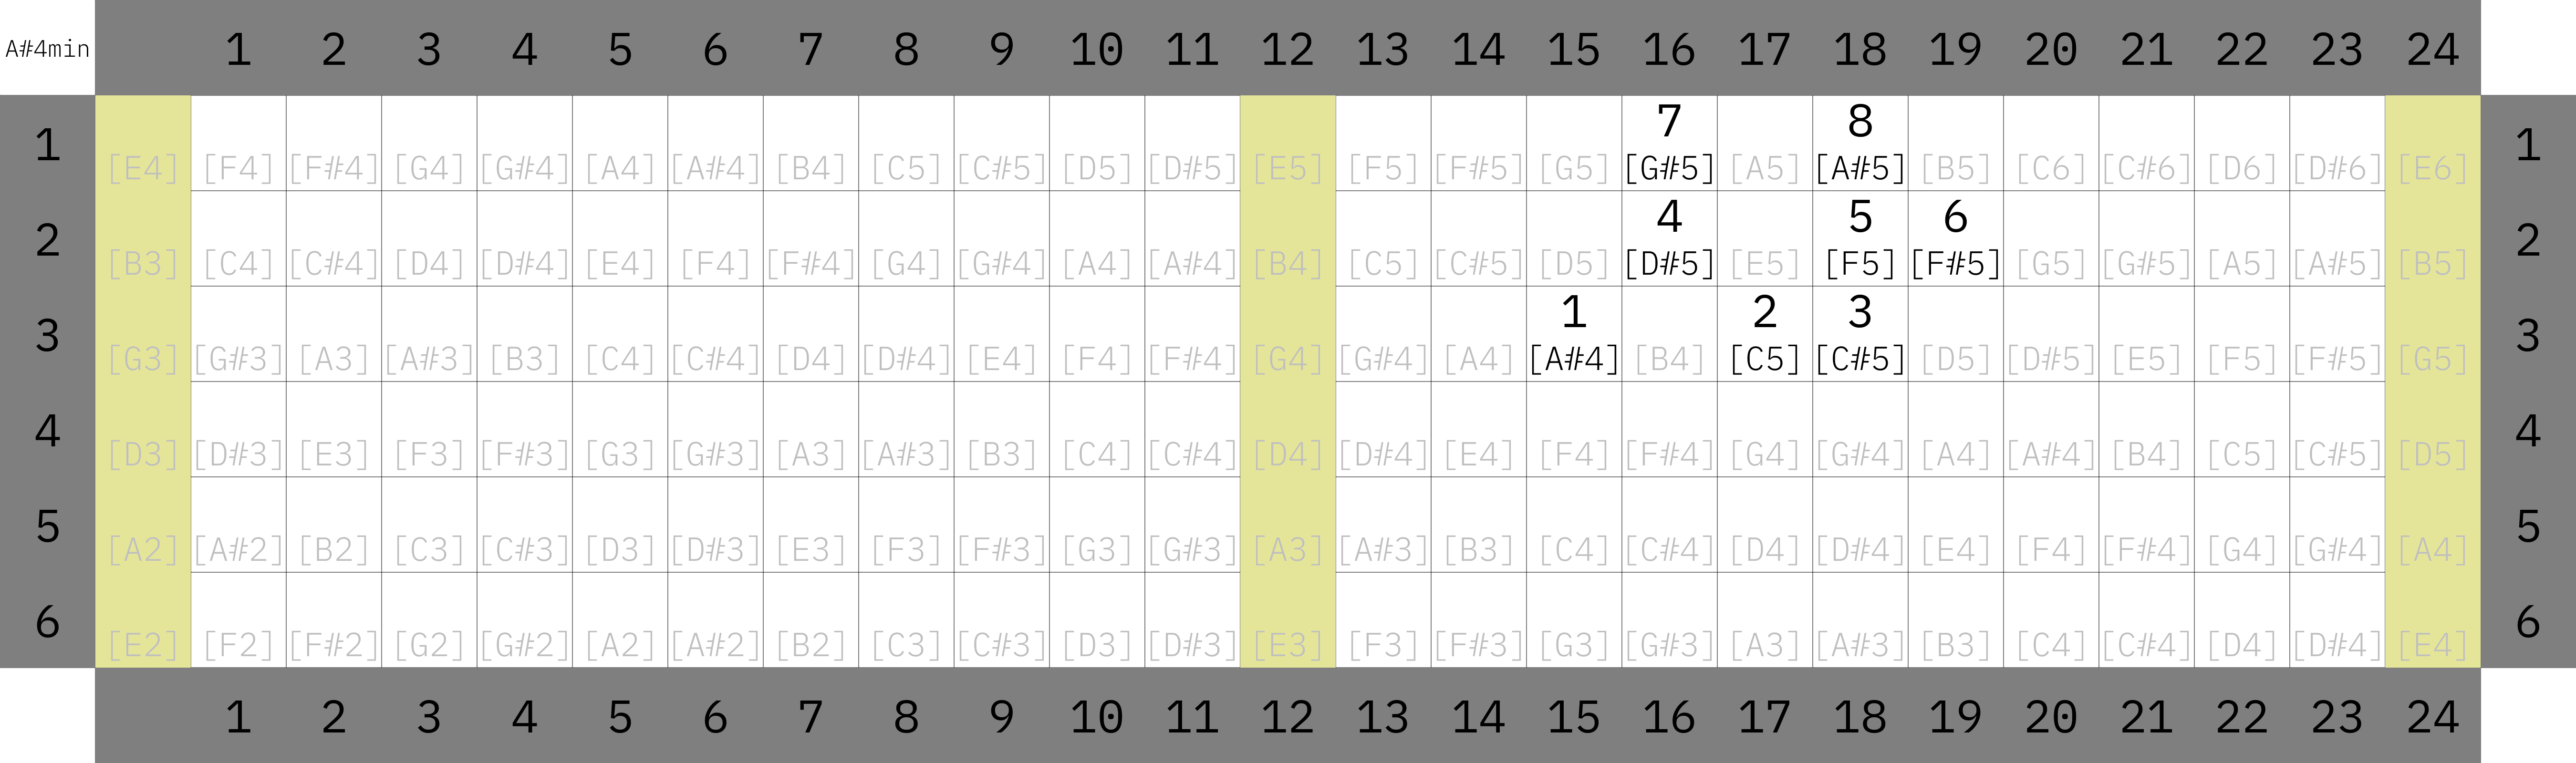 A#4min 1 2 3 4 5 6 7 8 9 10 11 12 13 14 15 16 17 18 19 20 21 22 23 24
7 8
1 [E4] [F4] [F#4] [G4] [G#4] [A4] [A#4] [B4] [C5] [C#5] [D5] [D#5] [E5] [F5] [F#5] [G5] [G#5] [A5] [A#5] [B5] [C6] [C#6] [D6] [D#6] [E6] 1
4 5 6
2 [B3] [C4] [C#4] [D4] [D#4] [E4] [F4] [F#4] [G4] [G#4] [A4] [A#4] [B4] [C5] [C#5] [D5] [D#5] [E5] [F5] [F#5] [G5] [G#5] [A5] [A#5] [B5] 2
1 2 3
3 [G3] [G#3] [A3] [A#3] [B3] [C4] [C#4] [D4] [D#4] [E4] [F4] [F#4] [G4] [G#4] [A4] [A#4] [B4] [C5] [C#5] [D5] [D#5] [E5] [F5] [F#5] [G5] 3
4 [D3] [D#3] [E3] [F3] [F#3] [G3] [G#3] [A3] [A#3] [B3] [C4] [C#4] [D4] [D#4] [E4] [F4] [F#4] [G4] [G#4] [A4] [A#4] [B4] [C5] [C#5] [D5] 4
5 [A2] [A#2] [B2] [C3] [C#3] [D3] [D#3] [E3] [F3] [F#3] [G3] [G#3] [A3] [A#3] [B3] [C4] [C#4] [D4] [D#4] [E4] [F4] [F#4] [G4] [G#4] [A4] 5
6 [E2] [F2] [F#2] [G2] [G#2] [A2] [A#2] [B2] [C3] [C#3] [D3] [D#3] [E3] [F3] [F#3] [G3] [G#3] [A3] [A#3] [B3] [C4] [C#4] [D4] [D#4] [E4] 6
1 2 3 4 5 6 7 8 9 10 11 12 13 14 15 16 17 18 19 20 21 22 23 24